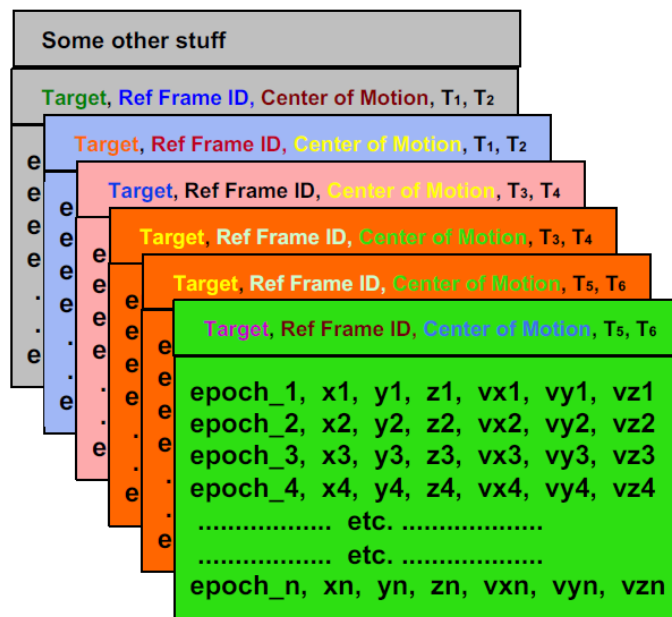 Some other stuff
Target, Ref Frame ID, Center of Motion, T1, T2
e
e
e
e
.
.
e
Target, Ref Frame ID, Center of Motion, T1, T2
e
e
e
e
.
.
e
Target, Ref Frame ID, Center of Motion, T3, T4
e
e
e
e
.
.
e
Target, Ref Frame ID, Center of Motion, T3, T4
e
e
e
e
.
.
e
Target, Ref Frame ID, Center of Motion, T5, T6
e
e
e
e
.
.
e
Target, Ref Frame ID, Center of Motion, T5, T6
epoch_1, x1, y1, z1, vx1, vy1, vz1
epoch_2, x2, y2, z2, vx2, vy2, vz2
epoch_3, x3, y3, z3, vx3, vy3, vz3
epoch_4, x4, y4, z4, vx4, vy4, vz4
.................. etc. ...................
.................. etc. ...................
epoch_n, xn, yn, zn, vxn, vyn, vzn